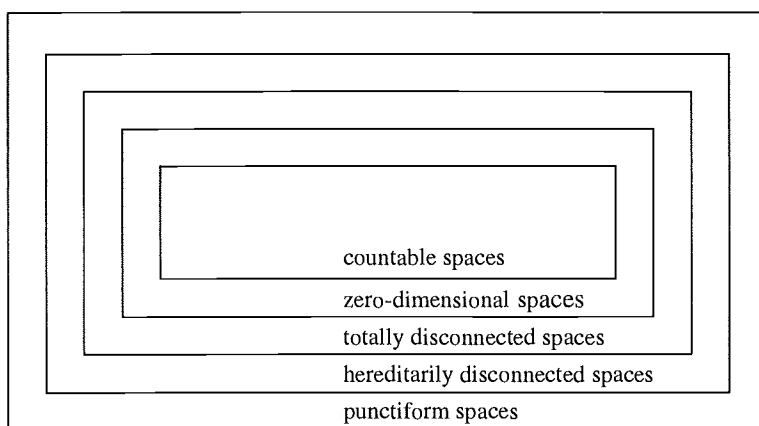 countable spaces
zero-dimensional spaces
totally disconnected spaces
hereditarily disconnected spaces
punctiform spaces